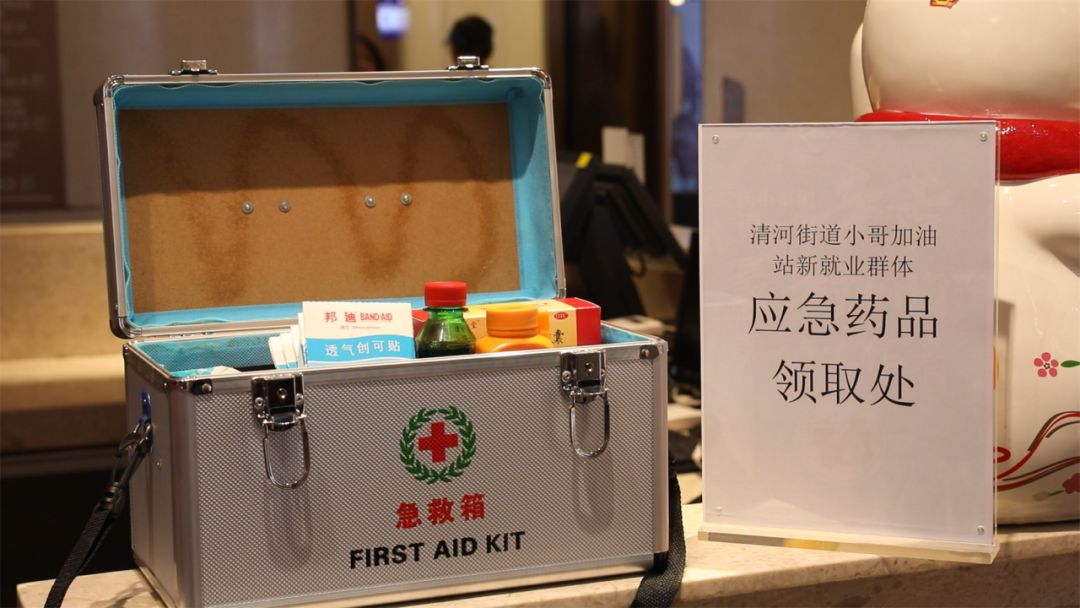 邦迪 BAND-AID
透气创可贴
急救箱
FIRST AID KIT
清河街道小哥加油
站新就业群体
应急药品
领取处